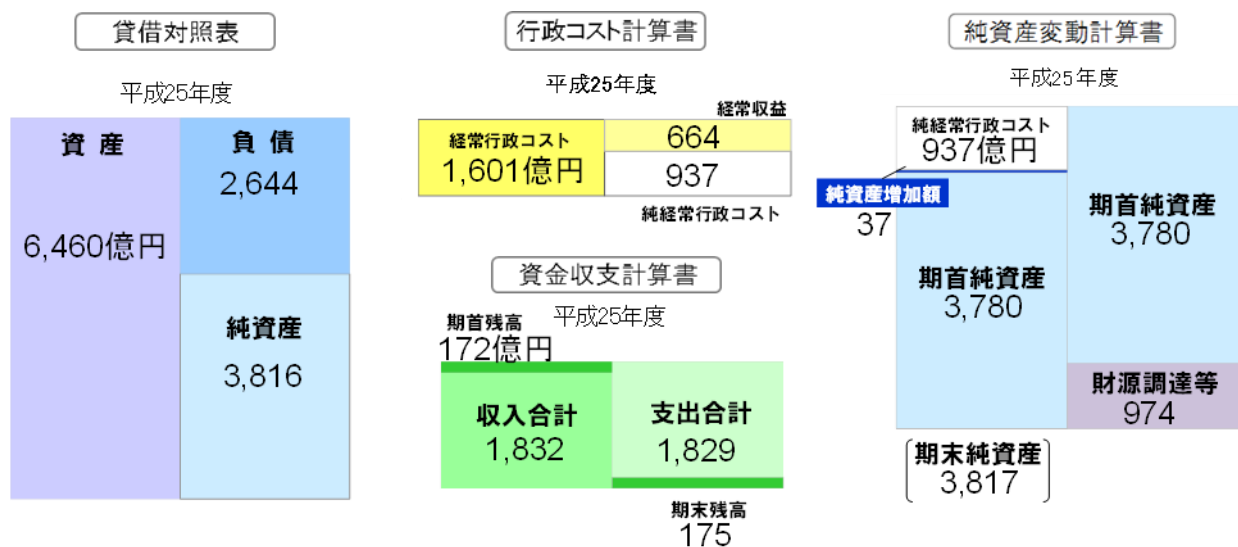 貸借対照表
平成25年度
資 産
6,460億円
負 債
2,644
純資産
3,816
行政コスト計算書
平成25年度
経常収益
経常行政コスト
1,601億円
664
937
純経常行政コスト
資金収支計算書
平成25年度
期首残高
172億円
収入合計
1,832
支出合計
1,829
期末残高
175
純資産変動計算書
平成25年度
純経常行政コスト
937億円
純資産増加額
37
期首純資産
3,780
期首純資産
3,780
財源調達等
974
期末純資産
3,817